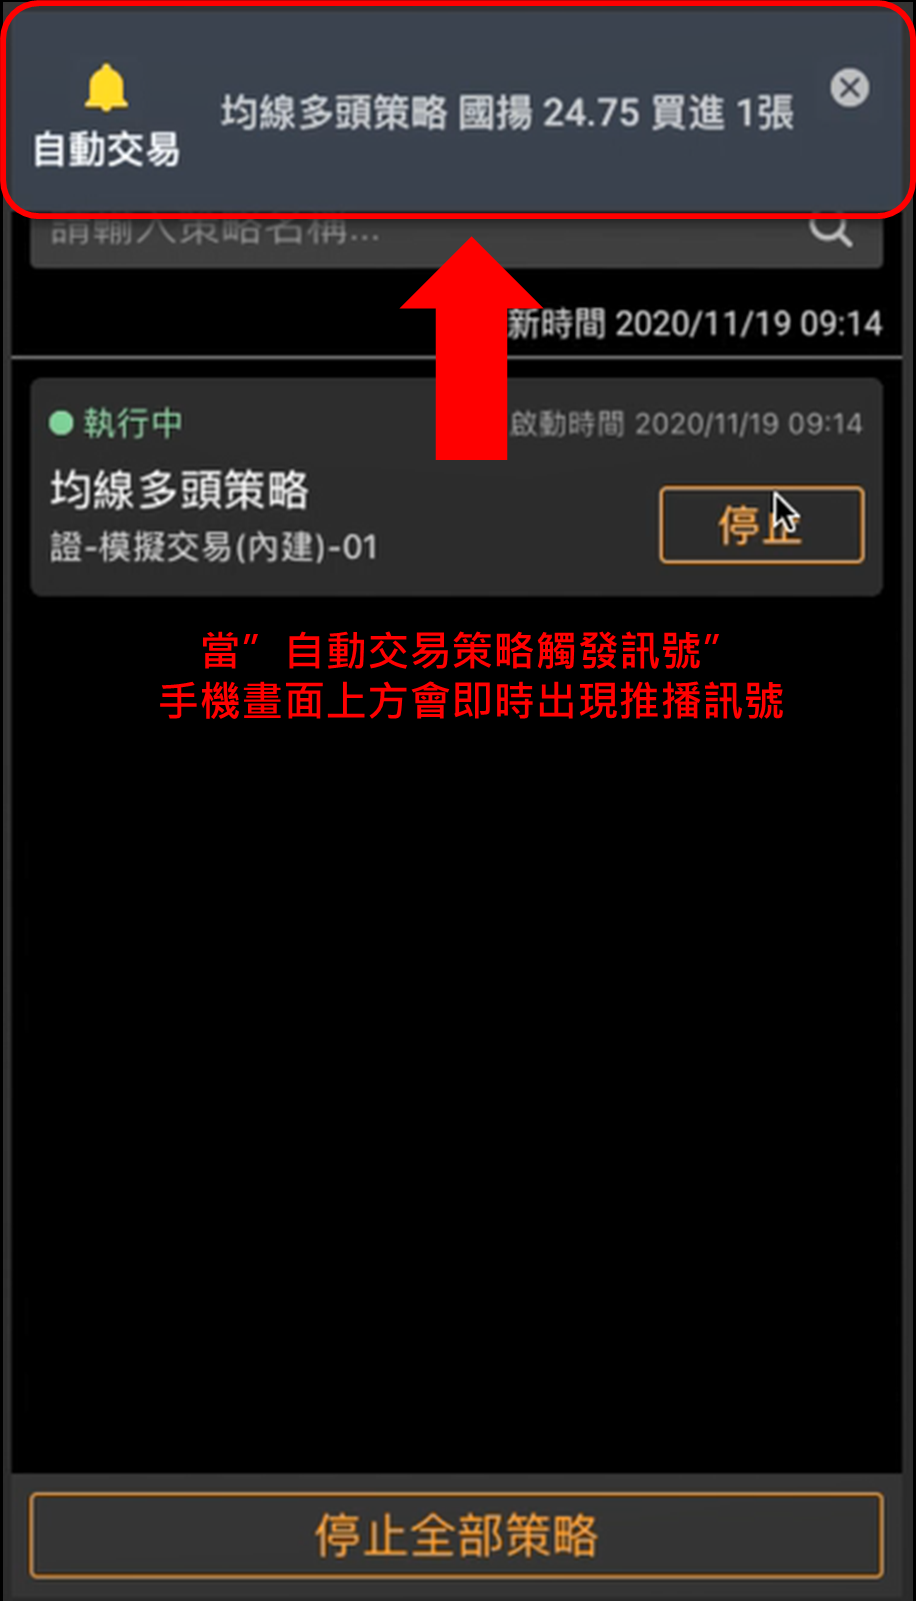 自動交易
均線多頭策略 國揚 24.75 買進 1張
請輸入策略名稱...
新時間 2020/11/19 09:14
執行中
啟動時間 2020/11/19 09:14
均線多頭策略
證-模擬交易(內建)-01
停止
當”自動交易策略觸發訊號”
手機畫面上方會即時出現推播訊號
停止全部策略